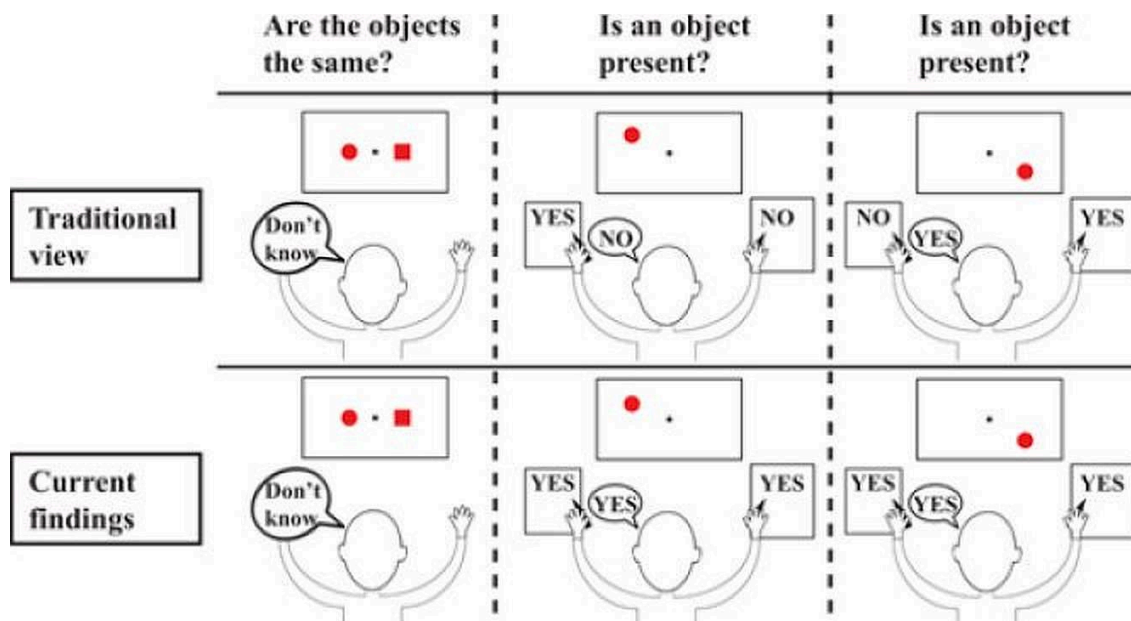 Are the objects
the same?
Is an object
present?
Is an object
present?
Traditional
view
Don't
know
YES
NO
NO
NO
YES
YES
Current
findings
Don't
know
YES
YES
YES
YES
YES
YES